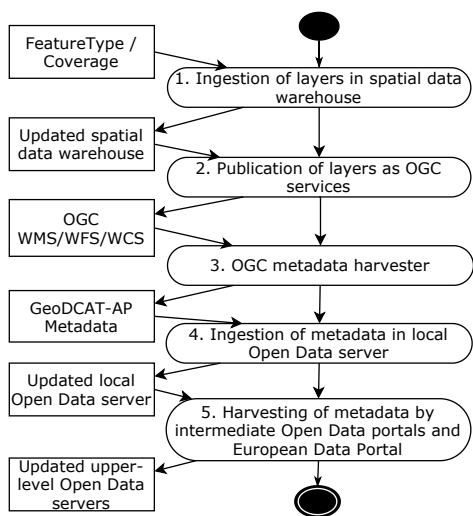 FeatureType /
Coverage
1. Ingestion of layers in spatial data
warehouse
Updated spatial
data warehouse
2. Publication of layers as OGC
services
OGC
WMS/WFS/WCS
3. OGC metadata harvester
GeoDCAT-AP
Metadata
4. Ingestion of metadata in local
Open Data server
Updated local
Open Data server
5. Harvesting of metadata by
intermediate Open Data portals and
European Data Portal
Updated upper-
level Open Data
servers